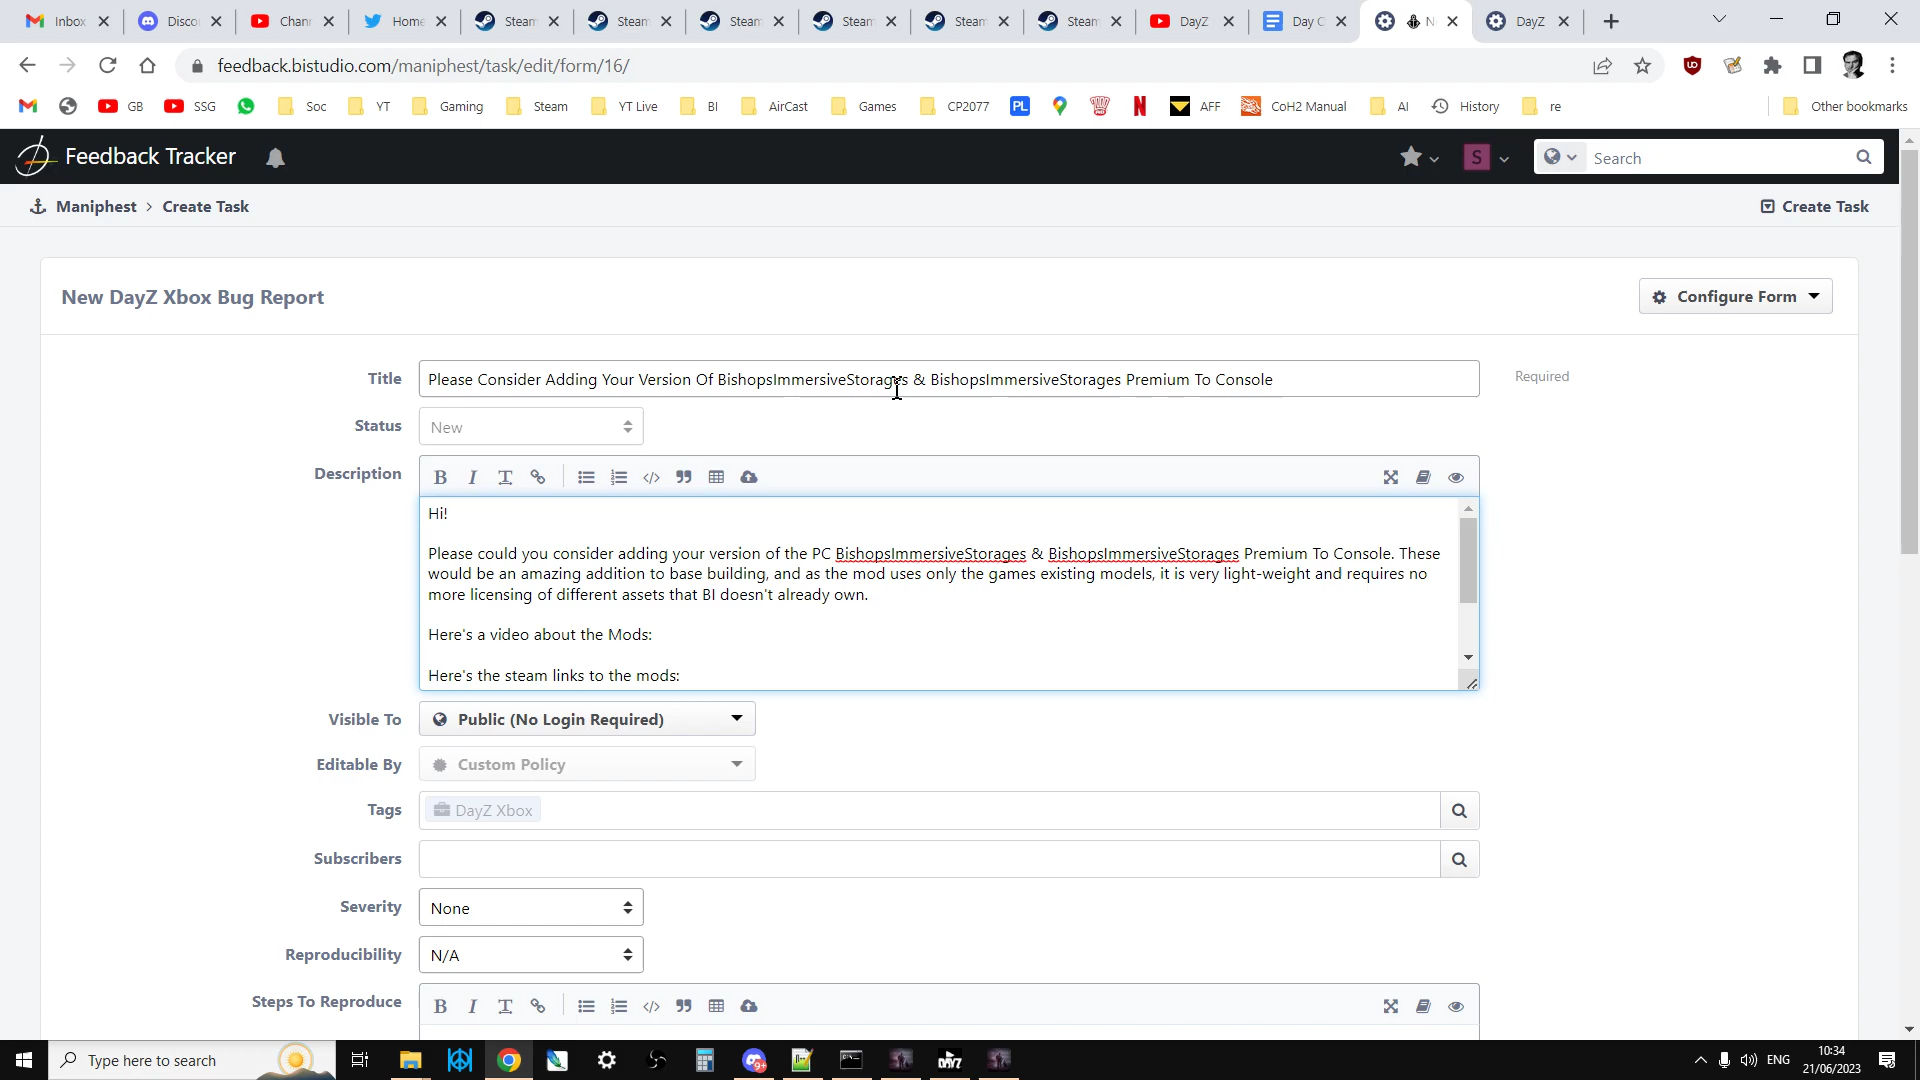 Inbox
Disco
Chann
Home
Steam
Steam
Steam
Steam
Steam
Steam
DayZ
Day C
N
DayZ
feedback.bistudio.com/maniphest/task/edit/form/16/
GB
SSG
Soc
YT
Gaming
Steam
YT Live
BI
AirCast
Games
CP2077
PL
N
AFF
CoH2 Manual
AI
History
re
Other bookmarks
Feedback Tracker
S
Search
Maniphest > Create Task
Create Task
New DayZ Xbox Bug Report
Configure Form
Title
Please Consider Adding Your Version Of BishopsImmersiveStorages & BishopsImmersiveStorages Premium To Console
Required
Status
New
Description
Hi!
Please could you consider adding your version of the PC BishopsImmersiveStorages & BishopsImmersiveStorages Premium To Console. These
would be an amazing addition to base building, and as the mod uses only the games existing models, it is very light-weight and requires no
more licensing of different assets that BI doesn't already own.
Here's a video about the Mods:
Here's the steam links to the mods:
Visible To
Public (No Login Required)
Editable By
Custom Policy
Tags
DayZ Xbox
Subscribers
Severity
None
Reproducibility
N/A
Steps To Reproduce
Type here to search
9+
DAYZ
ENG
10:34
21/06/2023